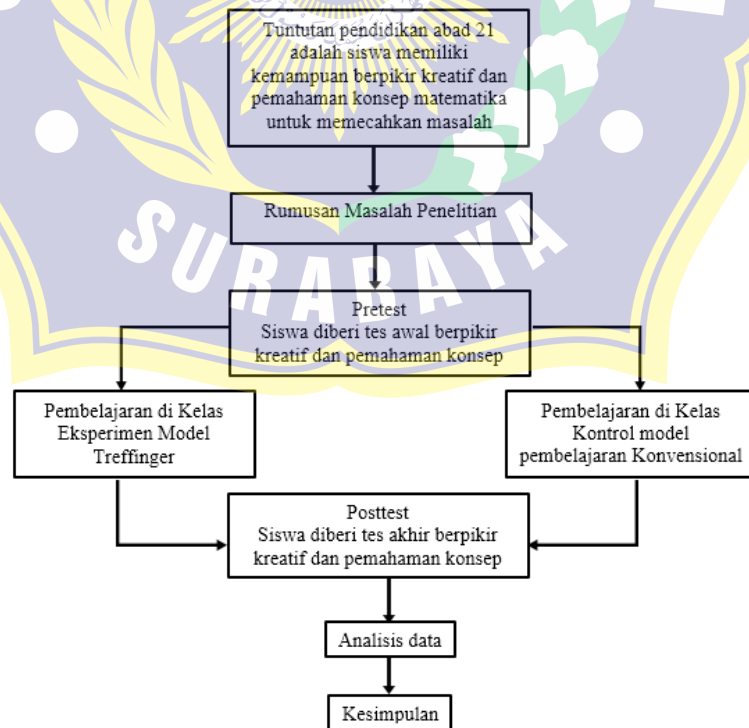 Tuntutan pendidikan abad 21
adalah siswa memiliki
kemampuan berpikir kreatif dan
pemahaman konsep matematika
untuk memecahkan masalah
Rumusan Masalah Penelitian
SURABAYA
Pretest
Siswa diberi tes awal berpikir
kreatif dan pemahaman konsep
Pembelajaran di Kelas
Eksperimen Model
Treffinger
Pembelajaran di Kelas
Kontrol model
pembelajaran Konvensional
Posttest
Siswa diberi tes akhir berpikir
kreatif dan pemahaman konsep
Analisis data
Kesimpulan